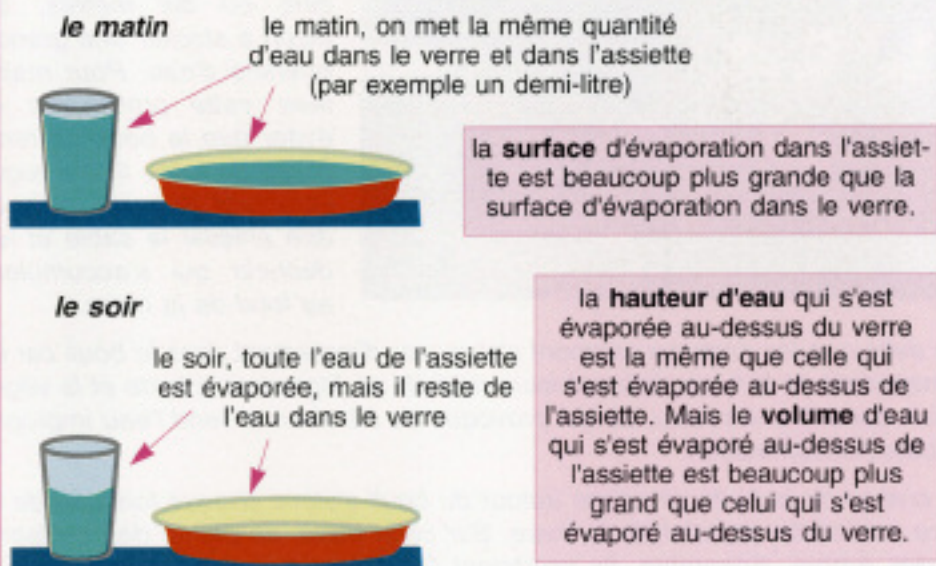 le matin
le matin, on met la même quantité
d'eau dans le verre et dans l'assiette
(par exemple un demi-litre)
la surface d'évaporation dans l'assiet-
te est beaucoup plus grande que la
surface d'évaporation dans le verre.
le soir
le soir, toute l'eau de l'assiette
est évaporée, mais il reste de
l'eau dans le verre
la hauteur d'eau qui s'est
évaporée au-dessus du verre
est la même que celle qui
s'est évaporée au-dessus de
l'assiette. Mais le volume d'eau
qui s'est évaporé au-dessus de
l'assiette est beaucoup plus
grand que celui qui s'est
évaporé au-dessus du verre.